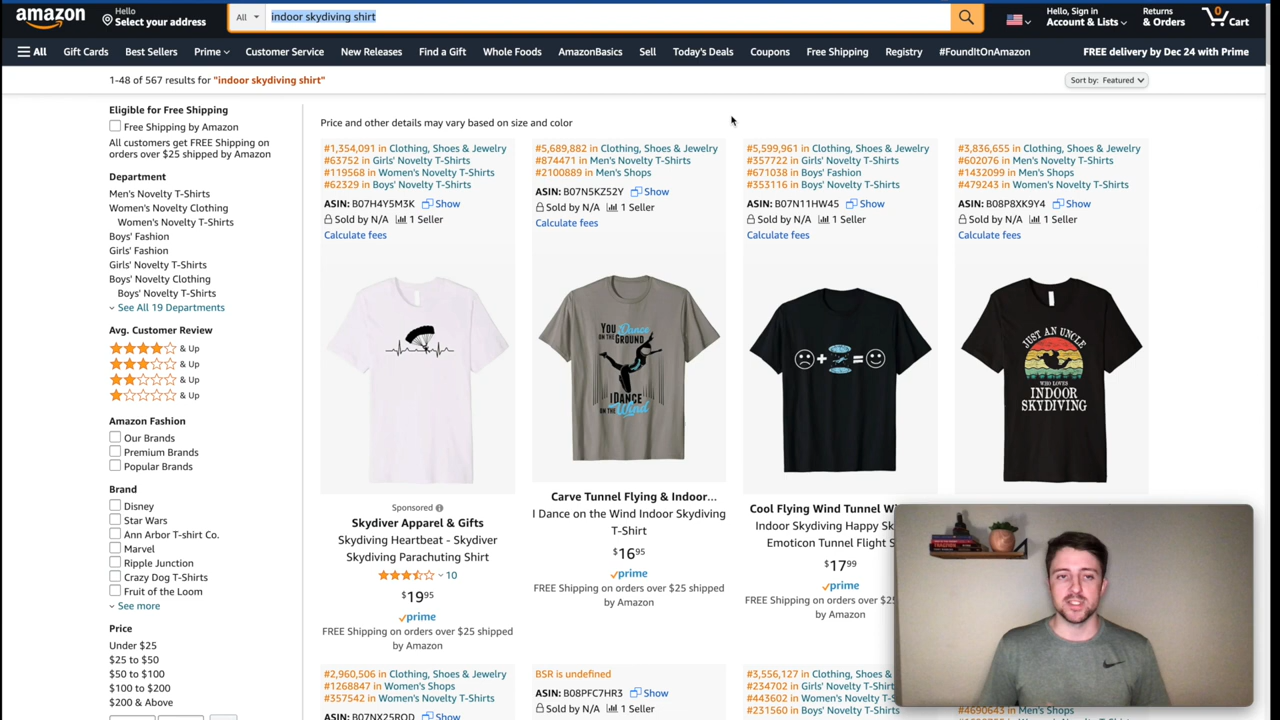 amazon
Hello
Select your address
All
indoor skydiving shirt
Hello, Sign in
Account & Lists
Returns
& Orders
0
Cart
All
Gift Cards
Best Sellers
Prime
Customer Service
New Releases
Find a Gift
Whole Foods
AmazonBasics
Sell
Today's Deals
Coupons
Free Shipping
Registry
#FoundItOnAmazon
FREE delivery by Dec 24 with Prime
1-48 of 567 results for "indoor skydiving shirt"
Sort by: Featured
Eligible for Free Shipping
Free Shipping by Amazon
All customers get FREE Shipping on
orders over $25 shipped by Amazon
Department
Men's Novelty T-Shirts
Women's Novelty Clothing
Women's Novelty T-Shirts
Boys' Fashion
Girls' Fashion
Girls' Novelty T-Shirts
Boys' Novelty Clothing
Boys' Novelty T-Shirts
See All 19 Departments
Avg. Customer Review
& Up
& Up
& Up
& Up
Amazon Fashion
Our Brands
Premium Brands
Popular Brands
Brand
Disney
Star Wars
Ann Arbor T-shirt Co.
Marvel
Ripple Junction
Crazy Dog T-Shirts
Fruit of the Loom
See more
Price
Under $25
$25 to $50
$50 to $100
$100 to $200
$200 & Above
Price and other details may vary based on size and color
#1,354,091 in Clothing, Shoes & Jewelry
#63752 in Girls' Novelty T-Shirts
#119568 in Women's Novelty T-Shirts
#62329 in Boys' Novelty T-Shirts
ASIN: B07H4Y5M3K Show
Sold by N/A 1 Seller
Calculate fees
Sponsored
Skydiver Apparel & Gifts
Skydiving Heartbeat - Skydiver
Skydiving Parachuting Shirt
10
$19.95
prime
FREE Shipping on orders over $25 shipped
by Amazon
#5,689,882 in Clothing, Shoes & Jewelry
#874471 in Men's Novelty T-Shirts
#2100889 in Men's Shops
ASIN: B07N5KZ52Y Show
Sold by N/A 1 Seller
Calculate fees
YOU Dance
ON THE GROUND
I DANCE
ON THE Wind
Carve Tunnel Flying & Indoor...
I Dance on the Wind Indoor Skydiving
T-Shirt
$16.95
prime
FREE Shipping on orders over $25 shipped
by Amazon
#5,599,961 in Clothing, Shoes & Jewelry
#357722 in Girls' Novelty T-Shirts
#671038 in Boys' Fashion
#353116 in Boys' Novelty T-Shirts
ASIN: B07N11HW45 Show
Sold by N/A 1 Seller
Calculate fees
Cool Flying Wind Tunnel W
Indoor Skydiving Happy Sk
Emoticon Tunnel Flight S
$17.99
prime
FREE Shipping on orders over $25
by Amazon
#3,836,655 in Clothing, Shoes & Jewelry
#602076 in Men's Novelty T-Shirts
#1432099 in Men's Shops
#479243 in Women's Novelty T-Shirts
ASIN: B08P8XK9Y4 Show
Sold by N/A 1 Seller
Calculate fees
JUST AN UNCLE
WHO LOVES
INDOOR
SKYDIVING
#2,960,506 in Clothing, Shoes & Jewelry
#1268847 in Women's Shops
#357542 in Women's Novelty T-Shirts
ASIN: B07NX25RQD Show
BSR is undefined
ASIN: B08PFC7HR3 Show
Sold by N/A 1 Seller
#3,556,127 in Clothing,
#234702 in Girls' Novelty
#443602 in Women's
#231560 in Boys' Novelty
#4690643 in Men's Shops